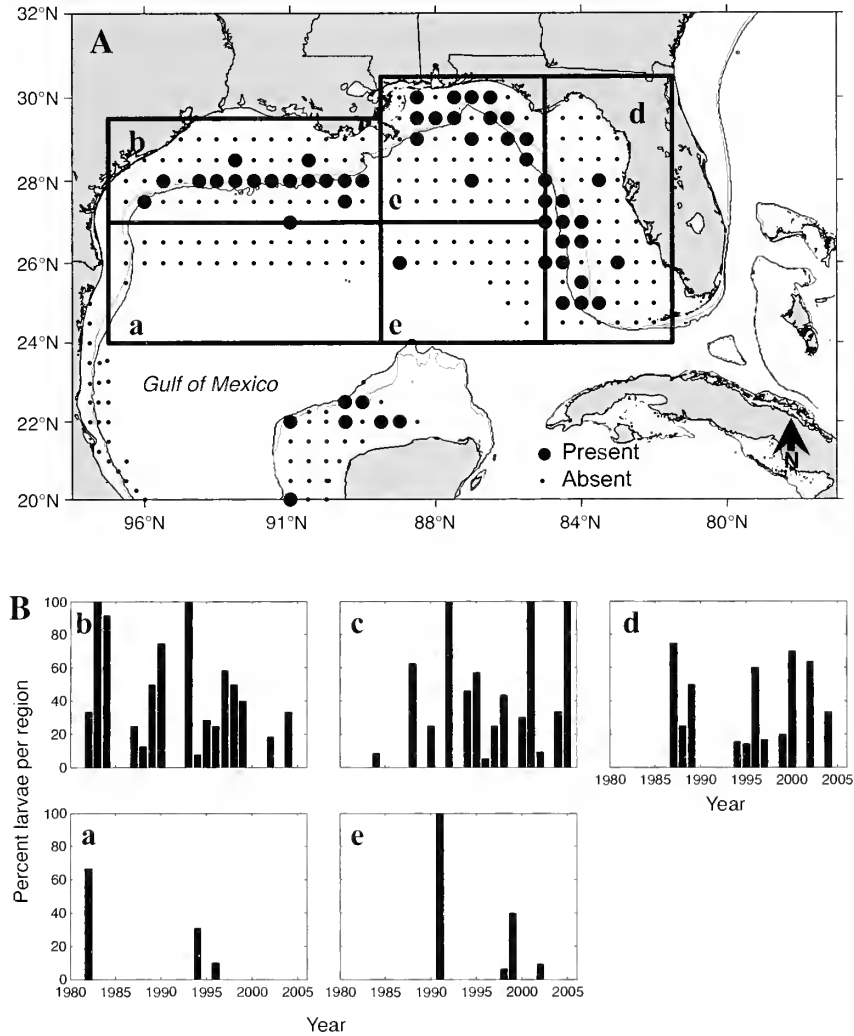 32°N
A
30°N
b
d
28°N
c
26°N
a
e
24°N
Gulf of Mexico
22°N
Present
N
Absent
20°N
96°N 91°N 88°N 84°N 80°N
B
Percent larvae per region
b
100
80
60
40
20
0
c
d
1980 1985 1990 1995 2000 2005
Year
a
100
80
60
40
20
0
1980 1985 1990 1995 2000 2005
e
1980 1985 1990 1995 2000 2005
Year